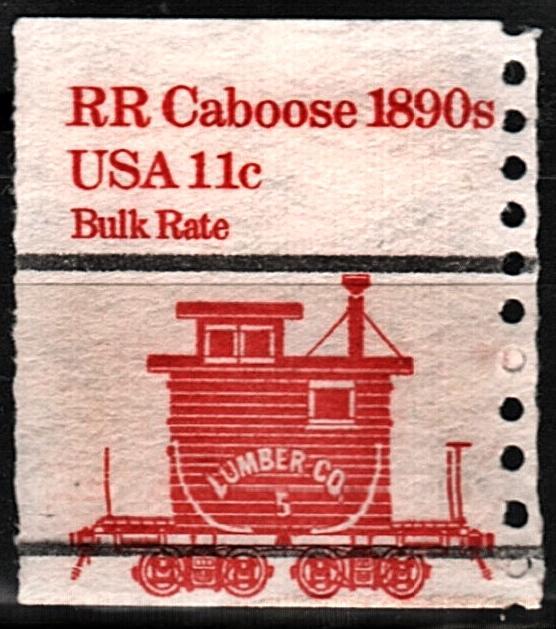 RR Caboose 1890s
USA 11c
Bulk Rate
LUMBER CO.
5